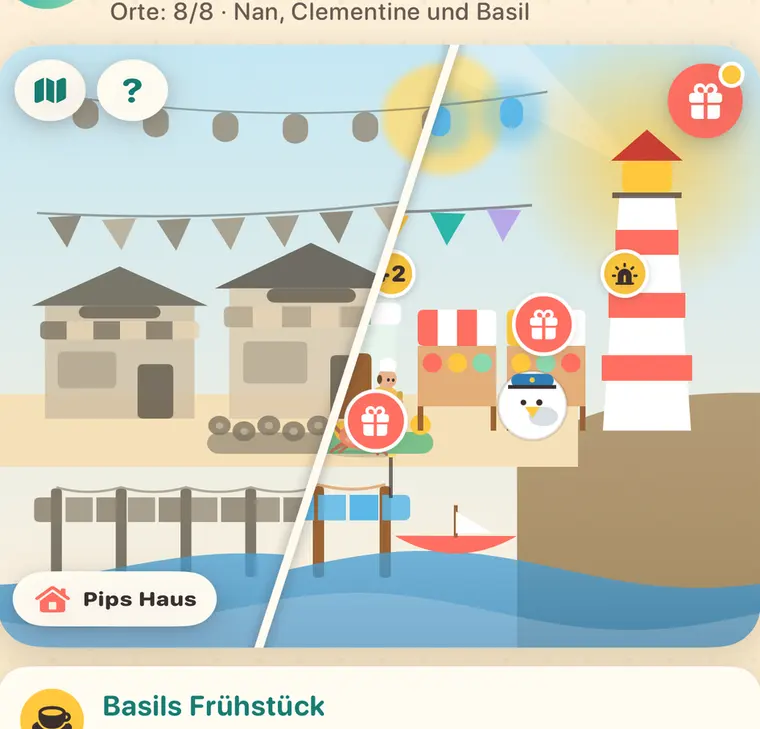 Orte: 8/8 · Nan, Clementine und Basil
?
+2
Pips Haus
Basils Frühstück